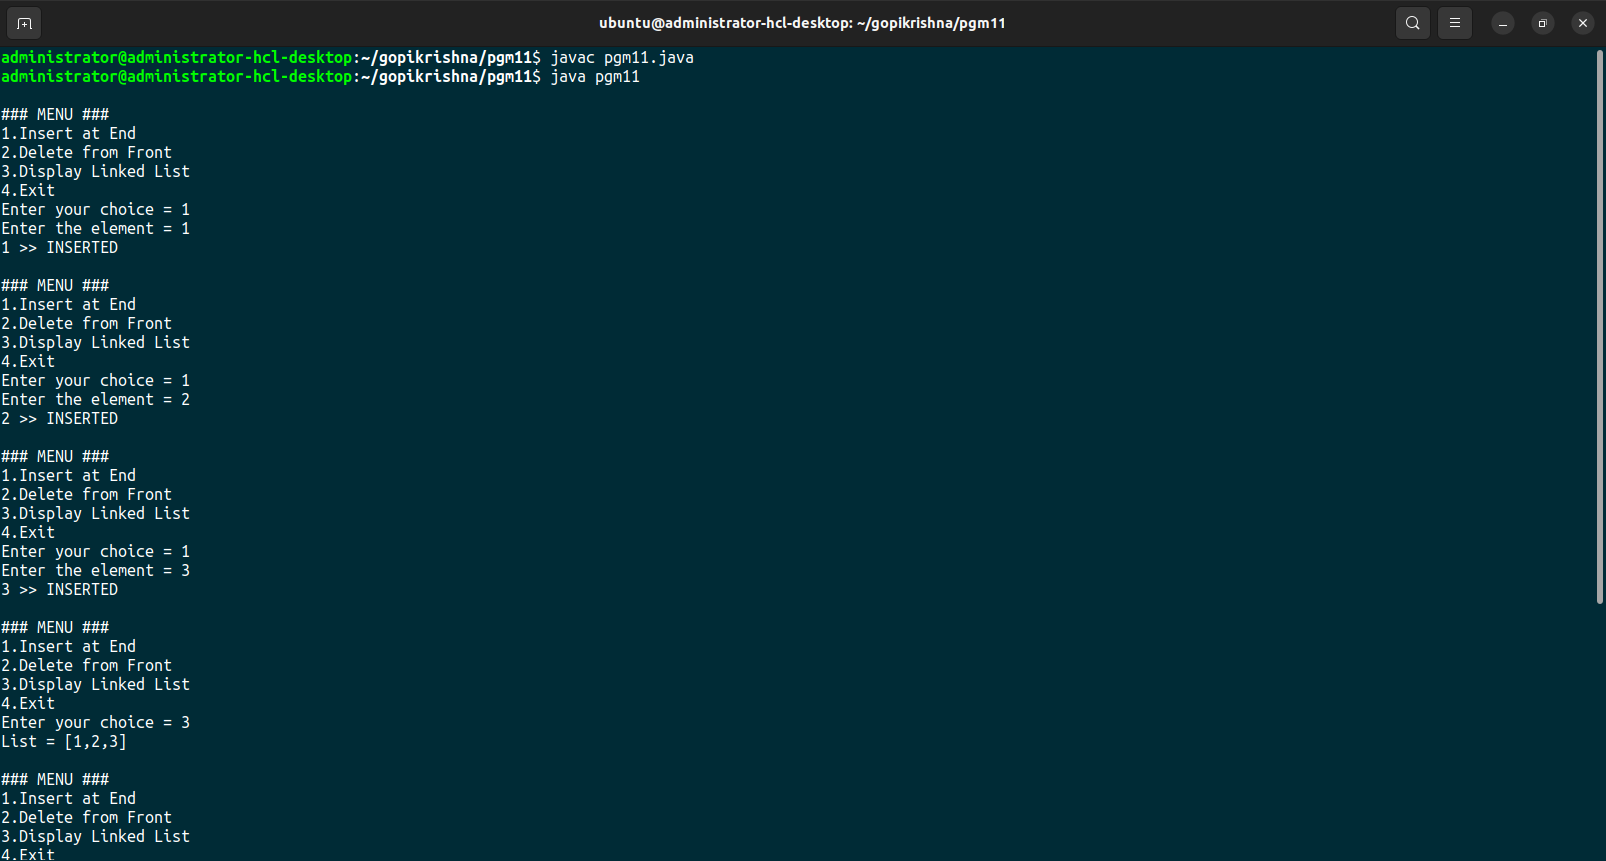 ubuntu@administrator-hcl-desktop: ~/gopikrishna/pgm11
administrator@administrator-hcl-desktop:~/gopikrishna/pgm11$ javac pgm11.java
administrator@administrator-hcl-desktop:~/gopikrishna/pgm11$ java pgm11
### MENU ###
1.Insert at End
2.Delete from Front
3.Display Linked List
4.Exit
Enter your choice = 1
Enter the element = 1
1 >> INSERTED
### MENU ###
1.Insert at End
2.Delete from Front
3.Display Linked List
4.Exit
Enter your choice = 1
Enter the element = 2
2 >> INSERTED
### MENU ###
1.Insert at End
2.Delete from Front
3.Display Linked List
4.Exit
Enter your choice = 1
Enter the element = 3
3 >> INSERTED
### MENU ###
1.Insert at End
2.Delete from Front
3.Display Linked List
4.Exit
Enter your choice = 3
List = [1,2,3]
### MENU ###
1.Insert at End
2.Delete from Front
3.Display Linked List
4.Exit